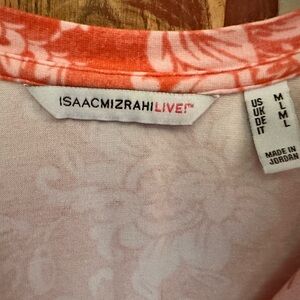 ISAACMIZRAHILIVE!™
US M
UK M
DE M
IT L
MADE IN
JORDAN